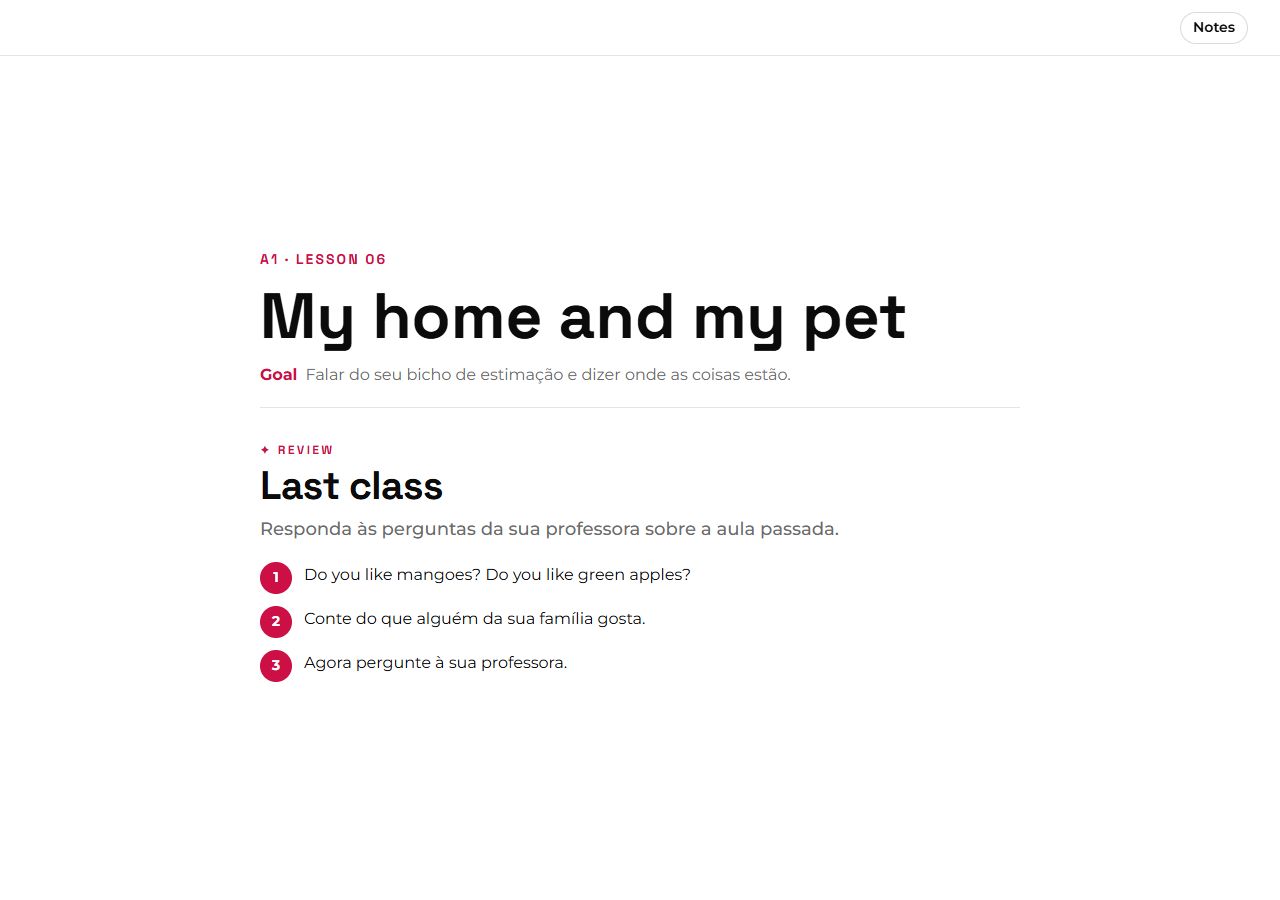 Notes
A1 · LESSON 06
My home and my pet
Goal Falar do seu bicho de estimação e dizer onde as coisas estão.
✦ REVIEW
Last class
Responda às perguntas da sua professora sobre a aula passada.
1 Do you like mangoes? Do you like green apples?
2 Conte do que alguém da sua família gosta.
3 Agora pergunte à sua professora.